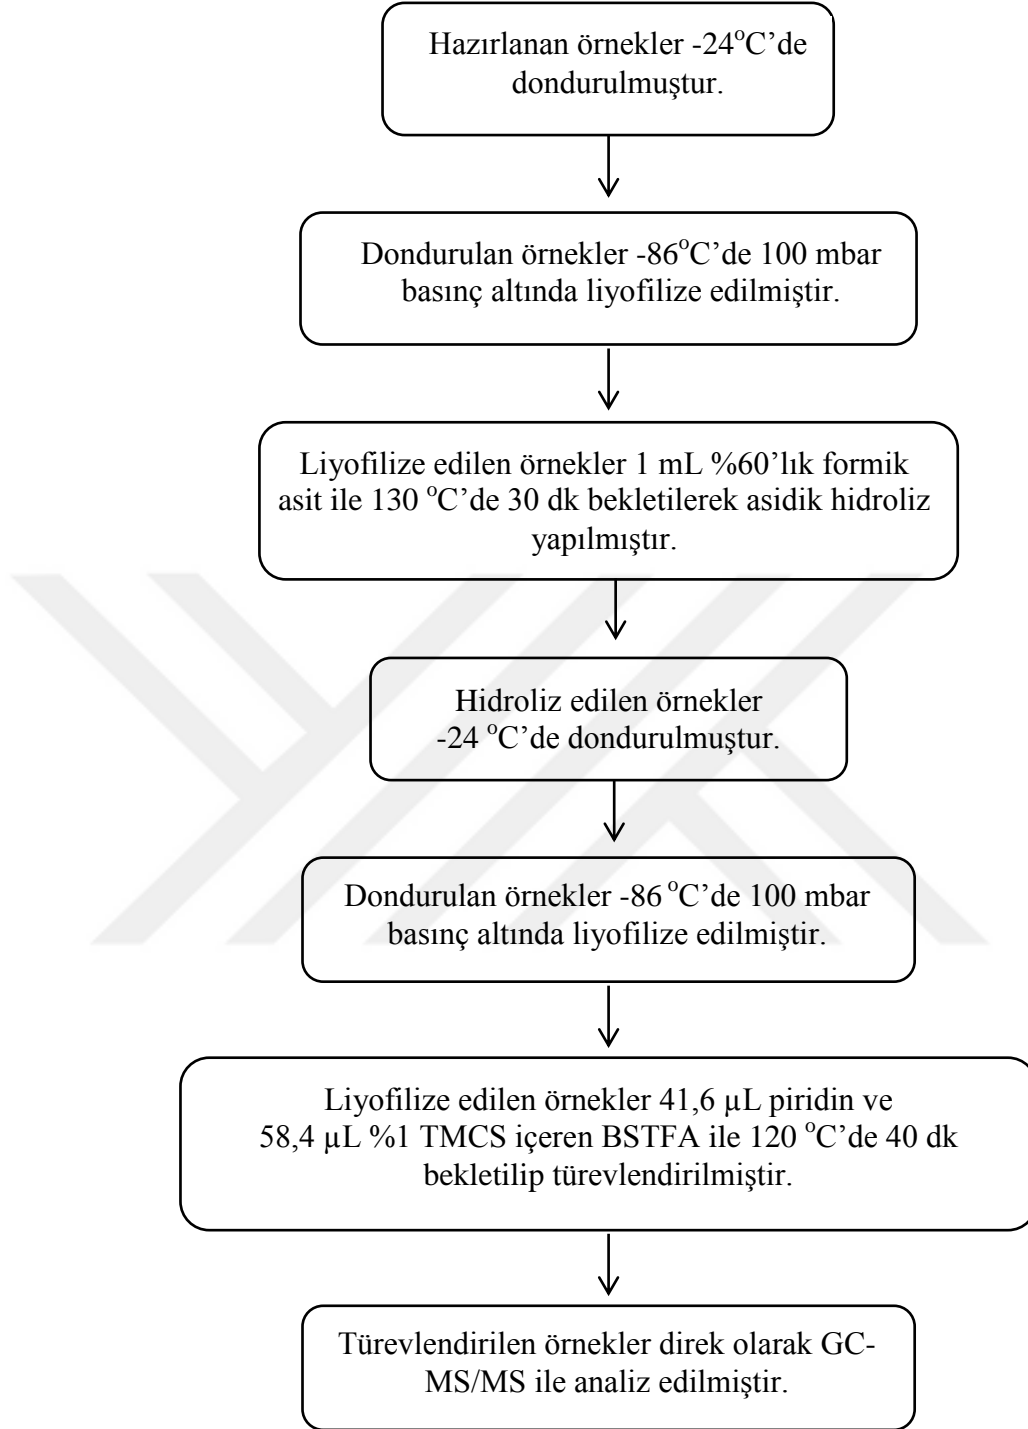 Hazırlanan örnekler -24°C’de
dondurulmuştur.
Dondurulan örnekler -86°C’de 100 mbar
basınç altında liyofilize edilmiştir.
Liyofilize edilen örnekler 1 mL %60’lık formik
asit ile 130 °C’de 30 dk bekletilerek asidik hidroliz
yapılmıştır.
Hidroliz edilen örnekler
-24 °C’de dondurulmuştur.
Dondurulan örnekler -86 °C’de 100 mbar
basınç altında liyofilize edilmiştir.
Liyofilize edilen örnekler 41,6 µL piridin ve
58,4 µL %1 TMCS içeren BSTFA ile 120 °C’de 40 dk
bekletilip türevlendirilmiştir.
Türevlendirilen örnekler direk olarak GC-
MS/MS ile analiz edilmiştir.